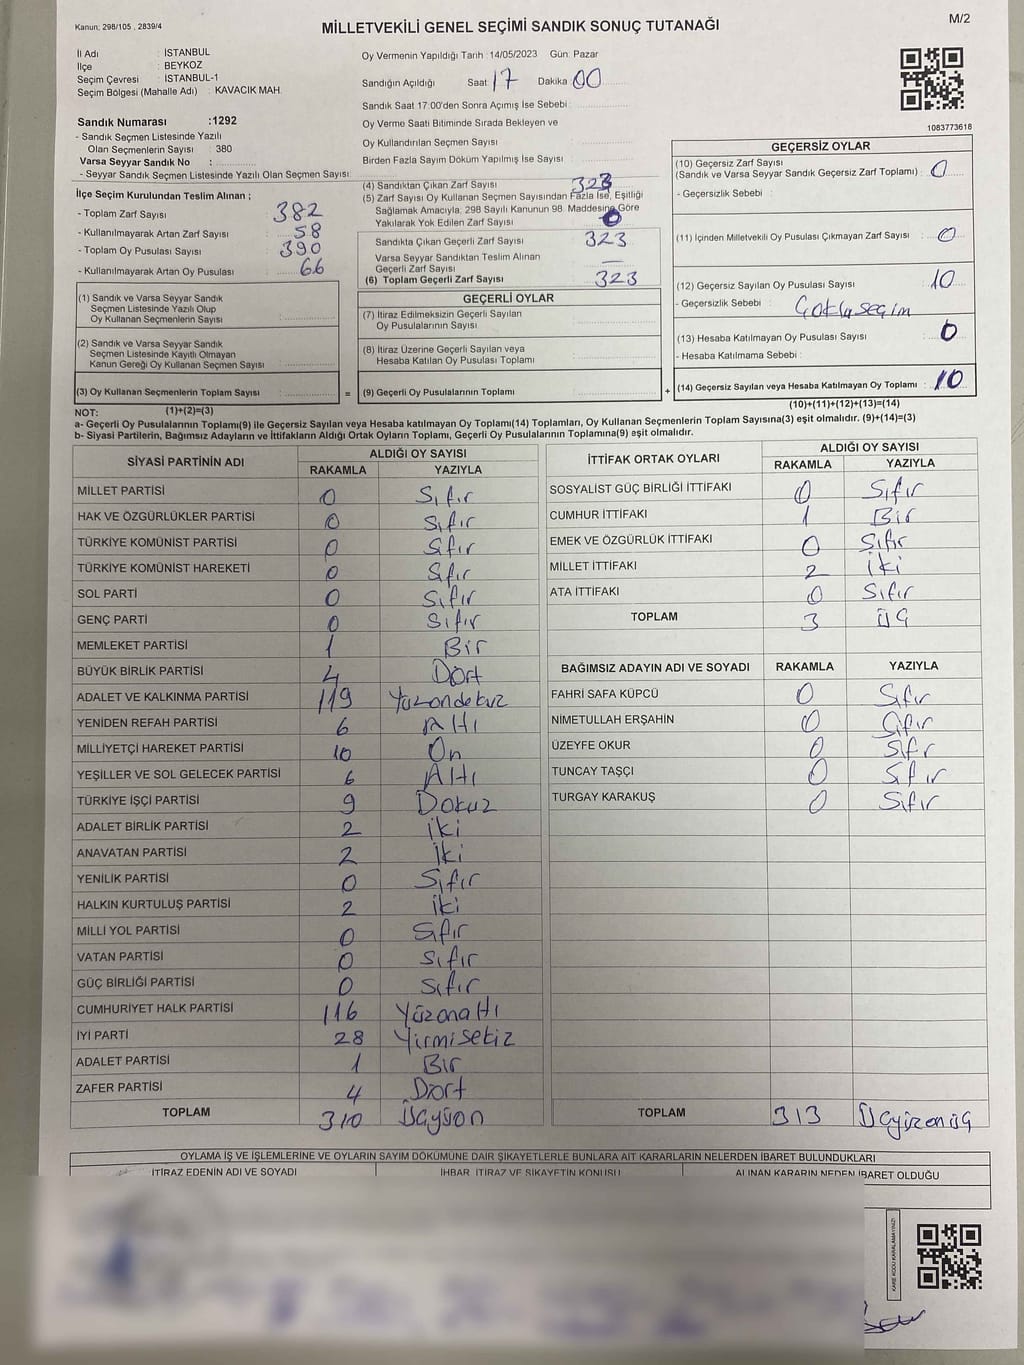 Kanun; 298/105 , 2839/4
MİLLETVEKİLİ GENEL SEÇİMİ SANDIK SONUÇ TUTANAĞI
M/2
İl Adı : İSTANBUL
İlçe : BEYKOZ
Seçim Çevresi : İSTANBUL-1
Seçim Bölgesi (Mahalle Adı) : KAVACIK MAH.
Oy Vermenin Yapıldığı Tarih :14/05/2023 Gün: Pazar
Sandığın Açıldığı Saat 17 Dakika 00
Sandık Saat 17:00'den Sonra Açımış İse Sebebi :
Sandık Numarası :1292
- Sandık Seçmen Listesinde Yazılı
Olan Seçmenlerin Sayısı : 380
Varsa Seyyar Sandık No :
- Seyyar Sandık Seçmen Listesinde Yazılı Olan Seçmen Sayısı:
Oy Verme Saati Bitiminde Sırada Bekleyen ve
Oy Kullandırılan Seçmen Sayısı :
Birden Fazla Sayım Döküm Yapılmış İse Sayısı :
1083773618
İlçe Seçim Kurulundan Teslim Alınan ;
- Toplam Zarf Sayısı : 382
- Kullanılmayarak Artan Zarf Sayısı : 58
- Toplam Oy Pusulası Sayısı : 390
- Kullanılmayarak Artan Oy Pusulası : 66
(4) Sandıktan Çıkan Zarf Sayısı 323
(5) Zarf Sayısı Oy Kullanan Seçmen Sayısından Fazla İse, Eşitliği
Sağlamak Amacıyla, 298 Sayılı Kanunun 98. Maddesine Göre
Yakılarak Yok Edilen Zarf Sayısı : 0
Sandıkta Çıkan Geçerli Zarf Sayısı : 323
Varsa Seyyar Sandıktan Teslim Alınan
Geçerli Zarf Sayısı : —
(6) Toplam Geçerli Zarf Sayısı : 323
GEÇERSİZ OYLAR
(10) Geçersiz Zarf Sayısı
(Sandık ve Varsa Seyyar Sandık Geçersiz Zarf Toplamı) : 0
- Geçersizlik Sebebi :
(11) İçinden Milletvekili Oy Pusulası Çıkmayan Zarf Sayısı : 0
(12) Geçersiz Sayılan Oy Pusulası Sayısı : 10
- Geçersizlik Sebebi : Çoklu seçim
(13) Hesaba Katılmayan Oy Pusulası Sayısı : 0
- Hesaba Katılmama Sebebi :
(14) Geçersiz Sayılan veya Hesaba Katılmayan Oy Toplamı : 10
(10)+(11)+(12)+(13)=(14)
(1) Sandık ve Varsa Seyyar Sandık
Seçmen Listesinde Yazılı Olup
Oy Kullanan Seçmenlerin Sayısı :
(2) Sandık ve Varsa Seyyar Sandık
Seçmen Listesinde Kayıtlı Olmayan
Kanun Gereği Oy Kullanan Seçmen Sayısı :
(3) Oy Kullanan Seçmenlerin Toplam Sayısı :
=
GEÇERLİ OYLAR
(7) İtiraz Edilmeksizin Geçerli Sayılan
Oy Pusulalarının Sayısı :
(8) İtiraz Üzerine Geçerli Sayılan veya
Hesaba Katılan Oy Pusulası Toplamı :
(9) Geçerli Oy Pusulalarının Toplamı :
+
NOT: (1)+(2)=(3)
a- Geçerli Oy Pusulalarının Toplamı(9) ile Geçersiz Sayılan veya Hesaba katılmayan Oy Toplamı(14) Toplamları, Oy Kullanan Seçmenlerin Toplam Sayısına(3) eşit olmalıdır. (9)+(14)=(3)
b- Siyasi Partilerin, Bağımsız Adayların ve İttifakların Aldığı Ortak Oyların Toplamı, Geçerli Oy Pusulalarının Toplamına(9) eşit olmalıdır.
SİYASİ PARTİNİN ADI ALDIĞI OY SAYISI
RAKAMLA YAZIYLA
MİLLET PARTİSİ 0 Sıfır
HAK VE ÖZGÜRLÜKLER PARTİSİ 0 Sıfır
TÜRKİYE KOMÜNİST PARTİSİ 0 Sıfır
TÜRKİYE KOMÜNİST HAREKETİ 0 Sıfır
SOL PARTİ 0 Sıfır
GENÇ PARTİ 0 Sıfır
MEMLEKET PARTİSİ 1 Bir
BÜYÜK BİRLİK PARTİSİ 4 Dört
ADALET VE KALKINMA PARTİSİ 119 Yüzondokuz
YENİDEN REFAH PARTİSİ 6 Altı
MİLLİYETÇİ HAREKET PARTİSİ 10 On
YEŞİLLER VE SOL GELECEK PARTİSİ 6 Altı
TÜRKİYE İŞÇİ PARTİSİ 9 Dokuz
ADALET BİRLİK PARTİSİ 2 İki
ANAVATAN PARTİSİ 2 İki
YENİLİK PARTİSİ 0 Sıfır
HALKIN KURTULUŞ PARTİSİ 2 İki
MİLLİ YOL PARTİSİ 0 Sıfır
VATAN PARTİSİ 0 Sıfır
GÜÇ BİRLİĞİ PARTİSİ 0 Sıfır
CUMHURİYET HALK PARTİSİ 116 Yüzonaltı
İYİ PARTİ 28 Yirmisekiz
ADALET PARTİSİ 1 Bir
ZAFER PARTİSİ 4 Dört
TOPLAM 310 Üçyüzon
İTTİFAK ORTAK OYLARI ALDIĞI OY SAYISI
RAKAMLA YAZIYLA
SOSYALİST GÜÇ BİRLİĞİ İTTİFAKI 0 Sıfır
CUMHUR İTTİFAKI 1 Bir
EMEK VE ÖZGÜRLÜK İTTİFAKI 0 Sıfır
MİLLET İTTİFAKI 2 İki
ATA İTTİFAKI 0 Sıfır
TOPLAM 3 Üç
BAĞIMSIZ ADAYIN ADI VE SOYADI RAKAMLA YAZIYLA
FAHRİ SAFA KÜPCÜ 0 Sıfır
NİMETULLAH ERŞAHİN 0 Sıfır
ÜZEYFE OKUR 0 Sıfır
TUNCAY TAŞÇI 0 Sıfır
TURGAY KARAKUŞ 0 Sıfır
TOPLAM 313 Üçyüzonüç
OYLAMA İŞ VE İŞLEMLERİNE VE OYLARIN SAYIM DÖKÜMÜNE DAİR ŞİKAYETLERLE BUNLARA AİT KARARLARIN NELERDEN İBARET BULUNDUKLARI
İTİRAZ EDENİN ADI VE SOYADI İHBAR, İTİRAZ VE ŞİKAYETİN KONUSU ALINAN KARARIN NEDEN İBARET OLDUĞU
KARE KODU KARALAMAYINIZ!